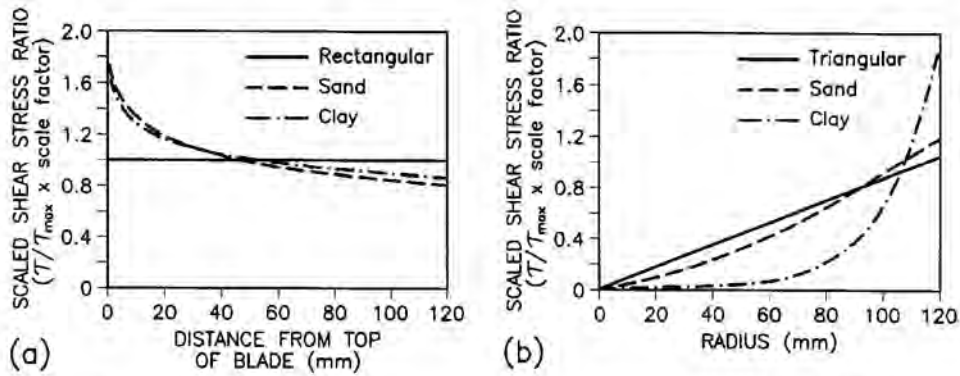 SCALED SHEAR STRESS RATIO
(τ/τmax x scale factor)
2.0
1.6
1.2
0.8
0.4
0
Rectangular
Sand
Clay
0 20 40 60 80 100 120
DISTANCE FROM TOP
OF BLADE (mm)
(a)
SCALED SHEAR STRESS RATIO
(τ/τmax x scale factor)
2.0
1.6
1.2
0.8
0.4
0
Triangular
Sand
Clay
0 20 40 60 80 100 120
RADIUS (mm)
(b)